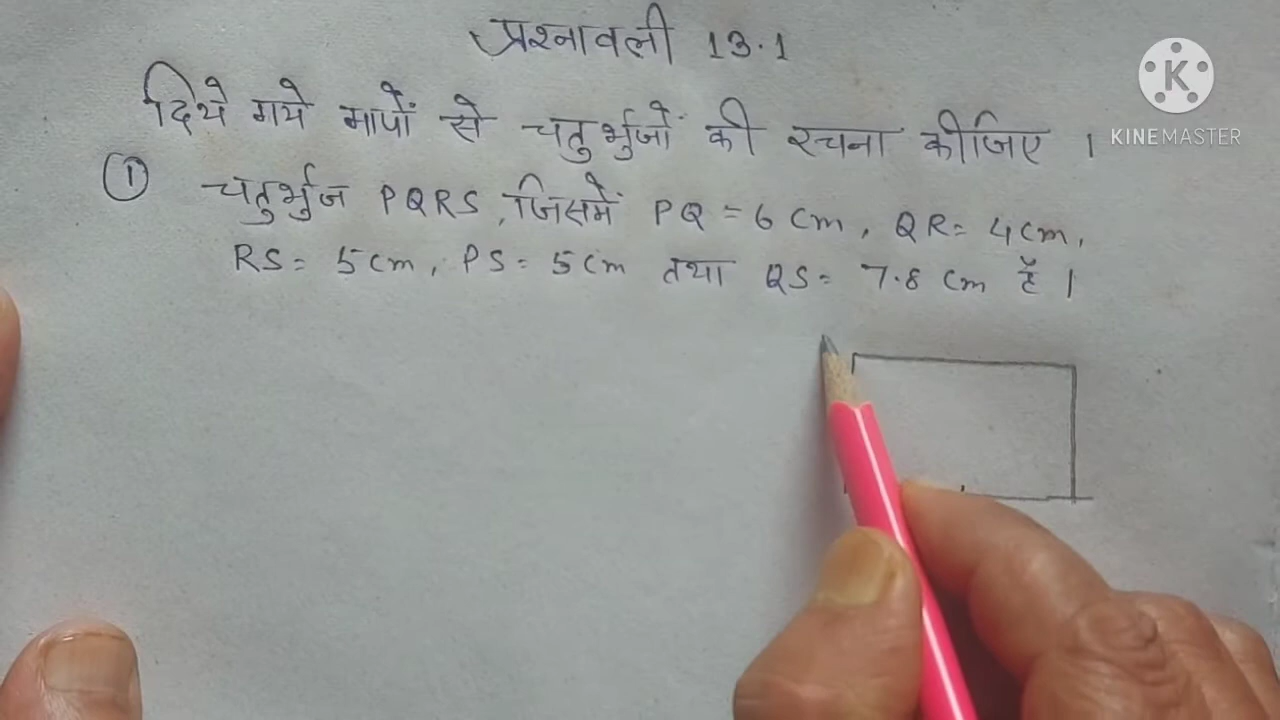 प्रश्नावली 13.1
दिये गये मापों से चतुर्भुजों की रचना कीजिए ।
① चतुर्भुज PQRS, जिसमें PQ = 6 cm, QR = 4 cm,
RS = 5 cm, PS = 5 cm तथा QS = 7.8 cm है ।
K
KINEMASTER